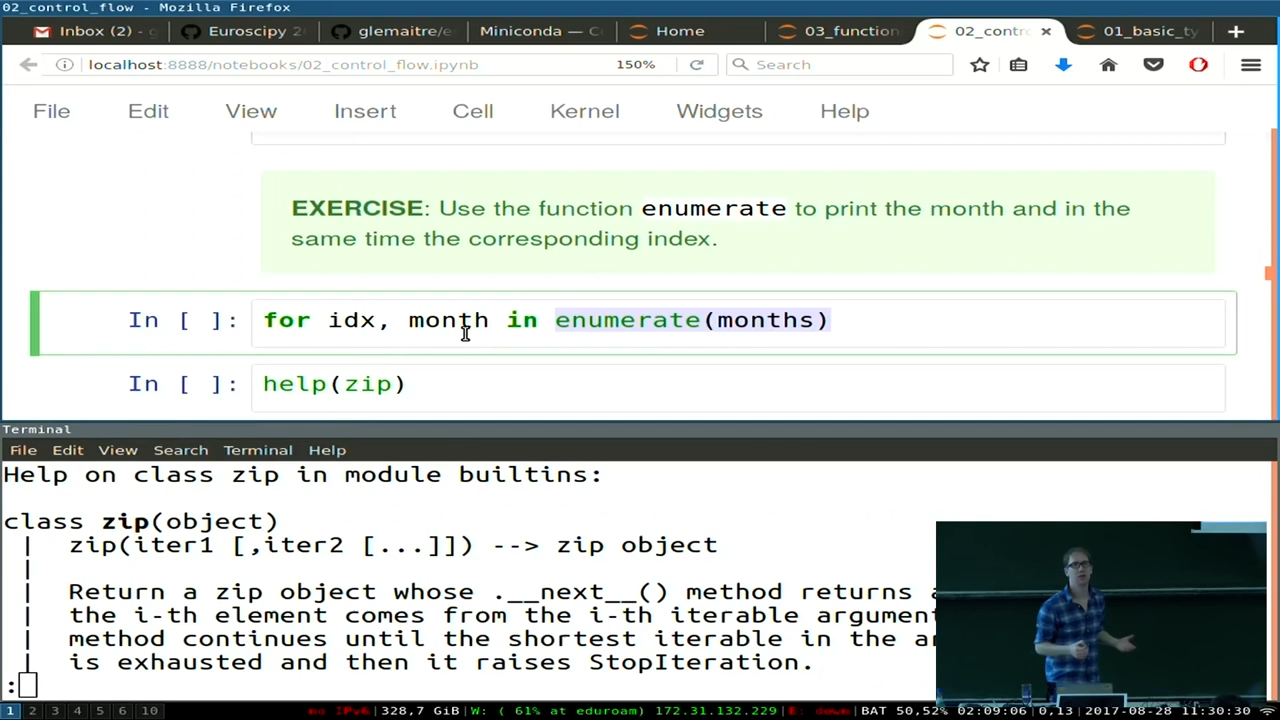 02_control_flow - Mozilla Firefox
Inbox (2) - g
Euroscipy 2
glemaitre/e
Miniconda — C
Home
03_function
02_contr
01_basic_ty
localhost:8888/notebooks/02_control_flow.ipynb
150%
Search
File Edit View Insert Cell Kernel Widgets Help
EXERCISE: Use the function enumerate to print the month and in the
same time the corresponding index.
In [ ]: for idx, month in enumerate(months)
In [ ]: help(zip)
Terminal
File Edit View Search Terminal Help
Help on class zip in module builtins:
class zip(object)
| zip(iter1 [,iter2 [...]]) --> zip object
|
| Return a zip object whose .__next__() method returns a
| the i-th element comes from the i-th iterable argument
| method continues until the shortest iterable in the ar
| is exhausted and then it raises StopIteration.
:
1 2 3 4 5 6 10 no IPv6|328,7 GiB|W: ( 61% at eduroam) 172.31.132.229|E: down|BAT 50,52% 02:09:06|0,13|2017-08-28 11:30:30